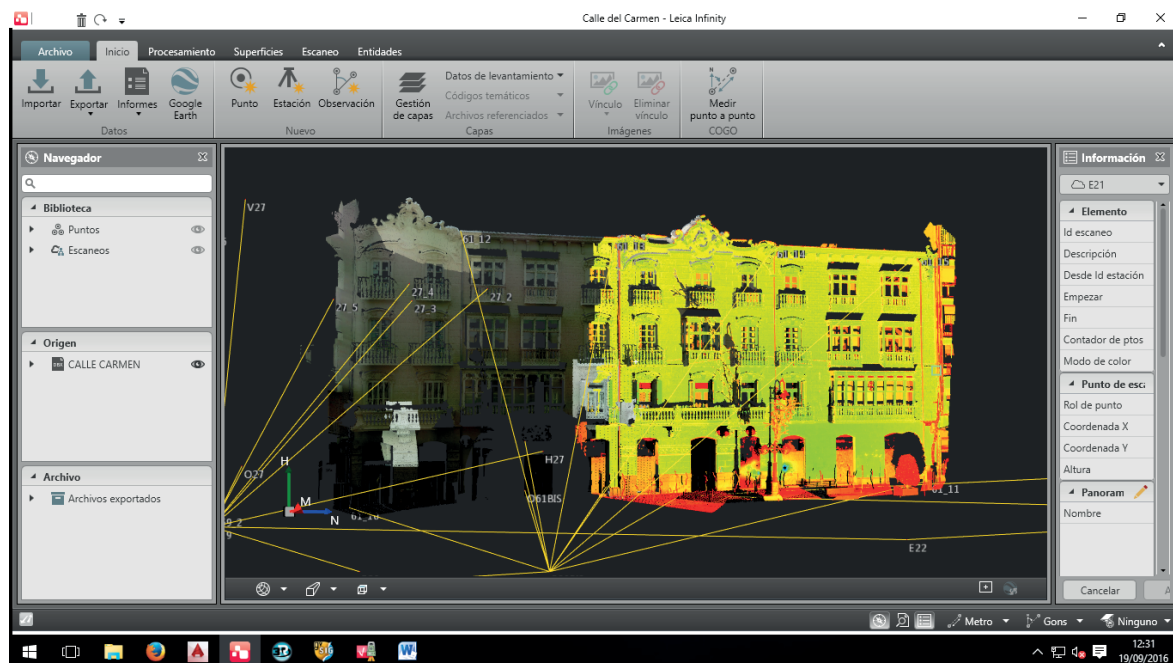 Calle del Carmen - Leica Infinity
Archivo Inicio Procesamiento Superficies Escaneo Entidades
Importar Exportar Informes Google Earth
Datos
Punto Estación Observación
Nuevo
Gestión de capas
Datos de levantamiento
Códigos temáticos
Archivos referenciados
Capas
Vínculo Eliminar vínculo
Imágenes
Medir punto a punto
COGO
Navegador
Biblioteca
Puntos
Escaneos
Origen
CALLE CARMEN
Archivo
Archivos exportados
V27
61_12
27_4
27_2
27_5
27_3
O27
H27
O61BIS
61_11
E22
9_2
9
H
M
N
Información
E21
Elemento
Id escaneo
Descripción
Desde Id estación
Empezar
Fin
Contador de ptos
Modo de color
Punto de esca
Rol de punto
Coordenada X
Coordenada Y
Altura
Panoram
Nombre
Cancelar
A
Metro Gons Ninguno
12:31
19/09/2016